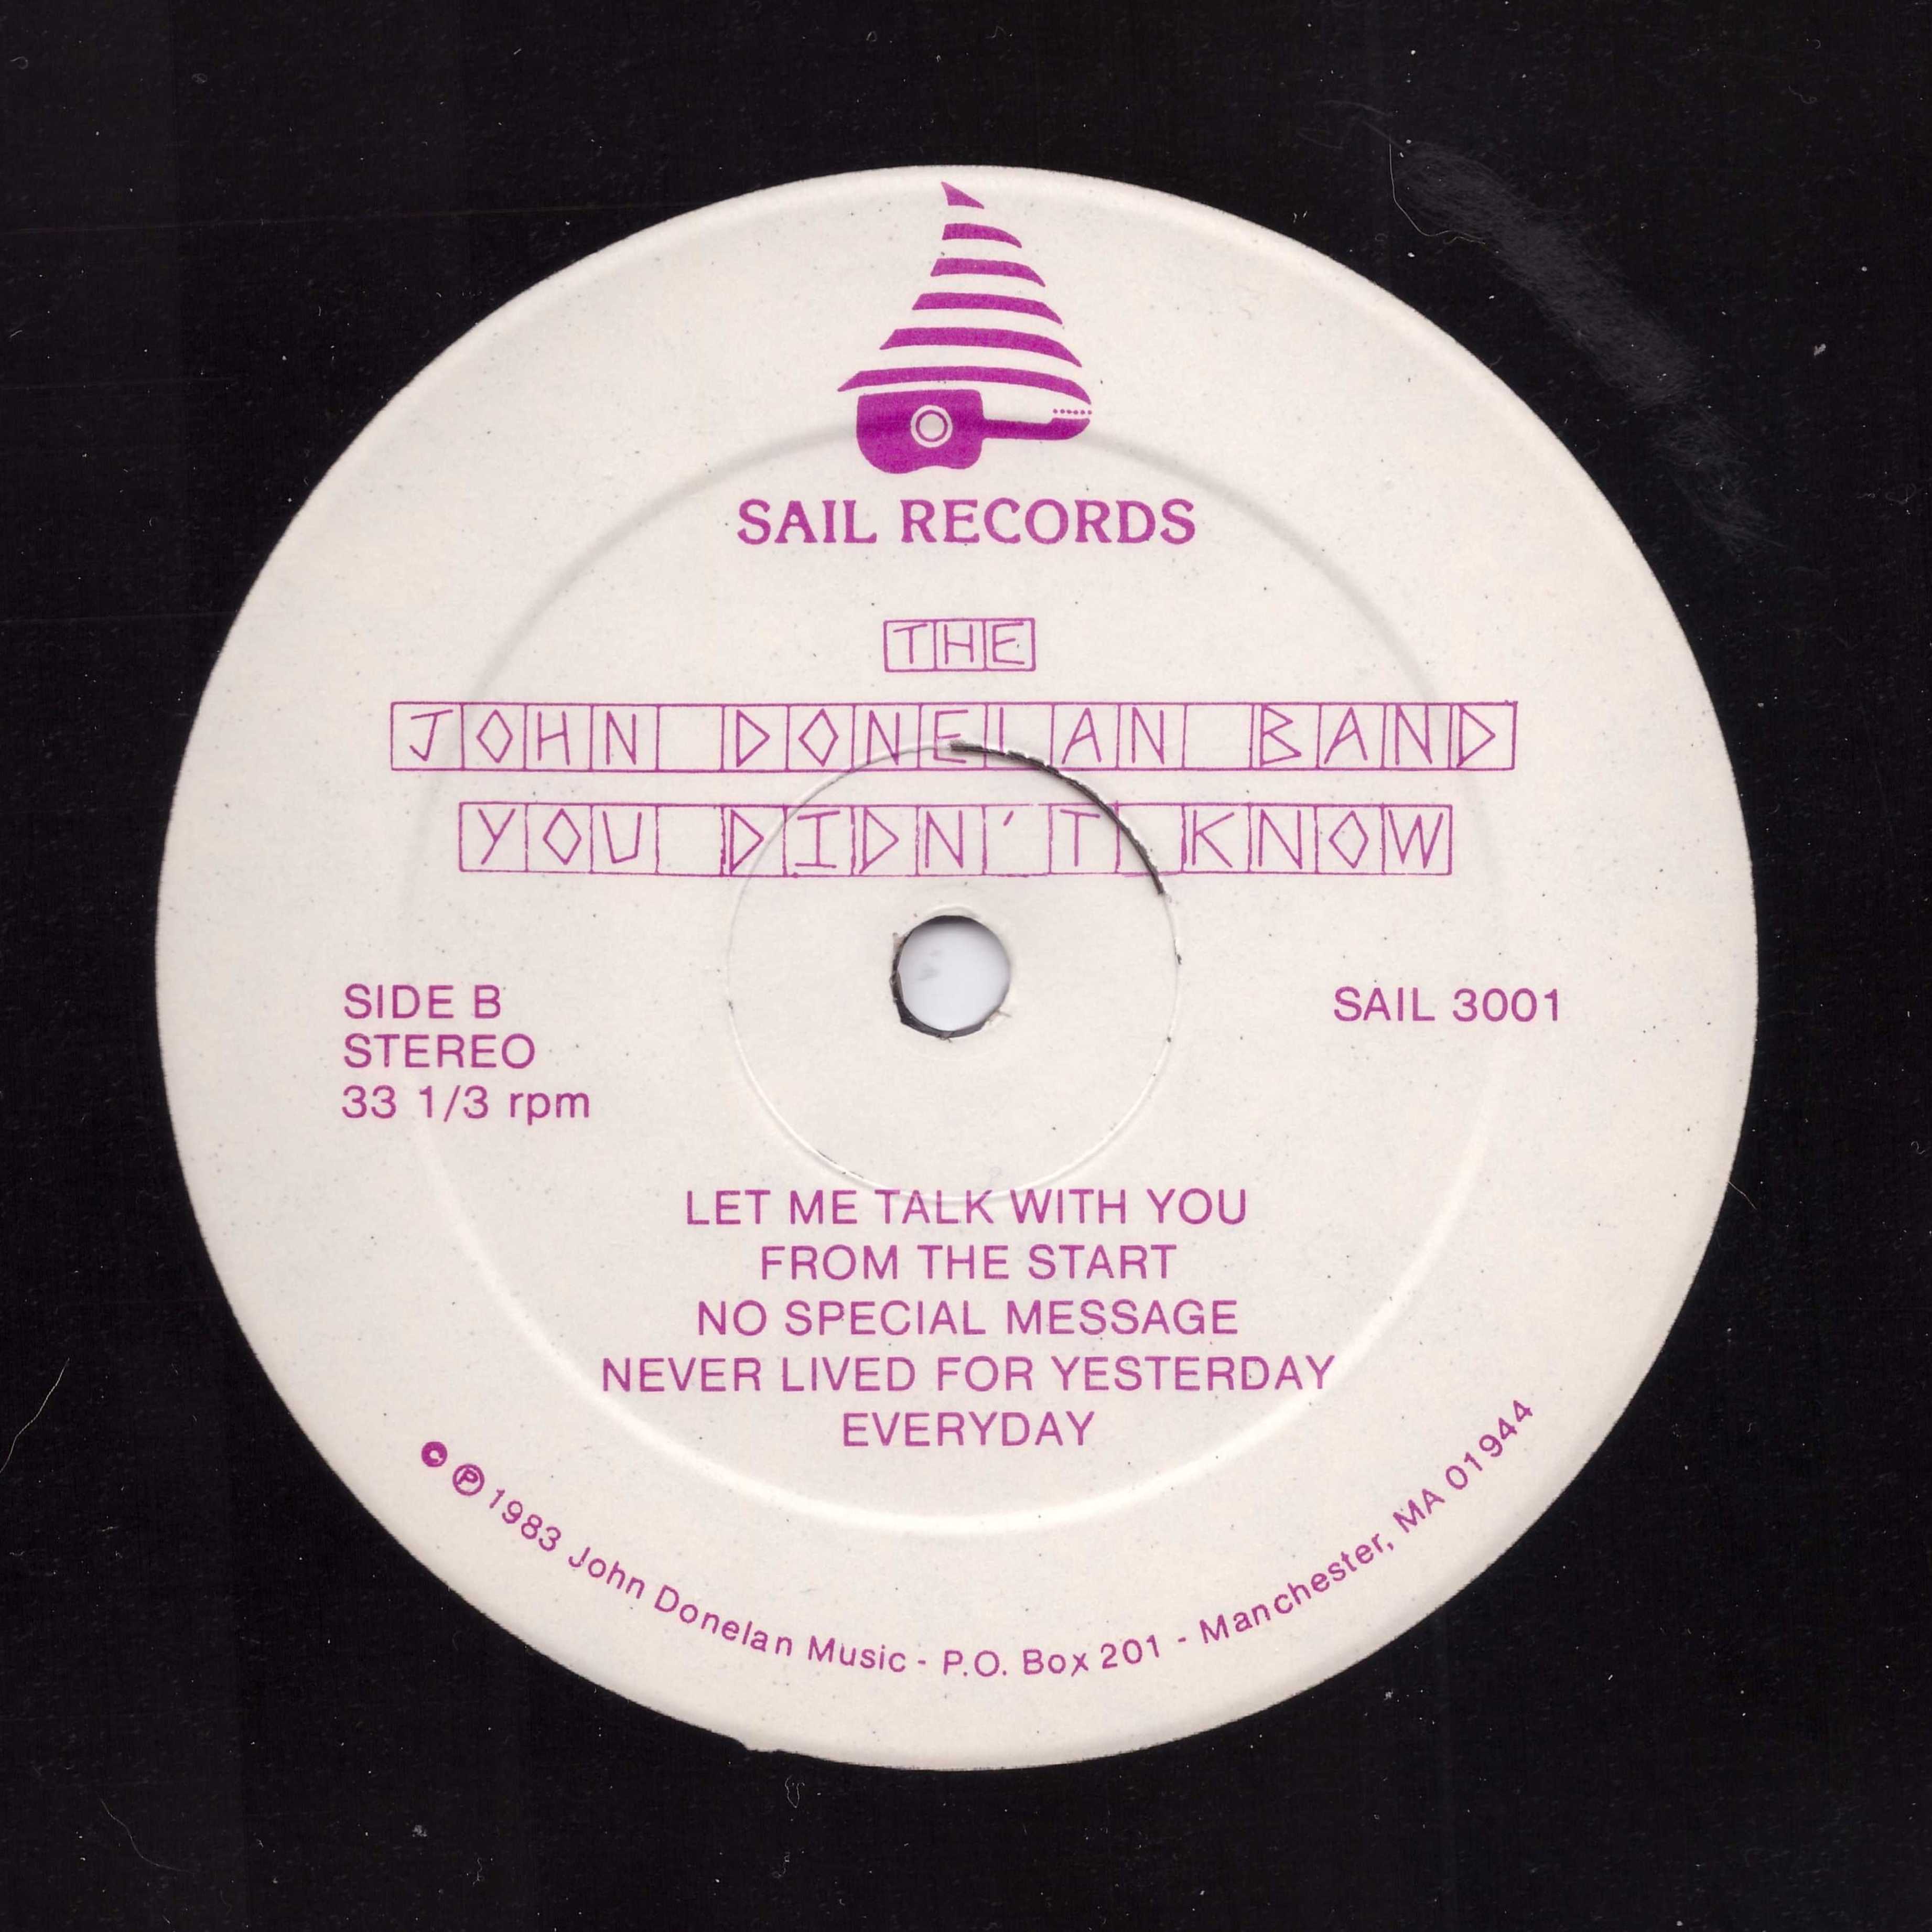 SAIL RECORDS
THE
JOHN DONELAN BAND
YOU DIDN'T KNOW
SIDE B
STEREO
33 1/3 rpm
SAIL 3001
LET ME TALK WITH YOU
FROM THE START
NO SPECIAL MESSAGE
NEVER LIVED FOR YESTERDAY
EVERYDAY
© ℗ 1983 John Donelan Music - P.O. Box 201 - Manchester, MA 01944